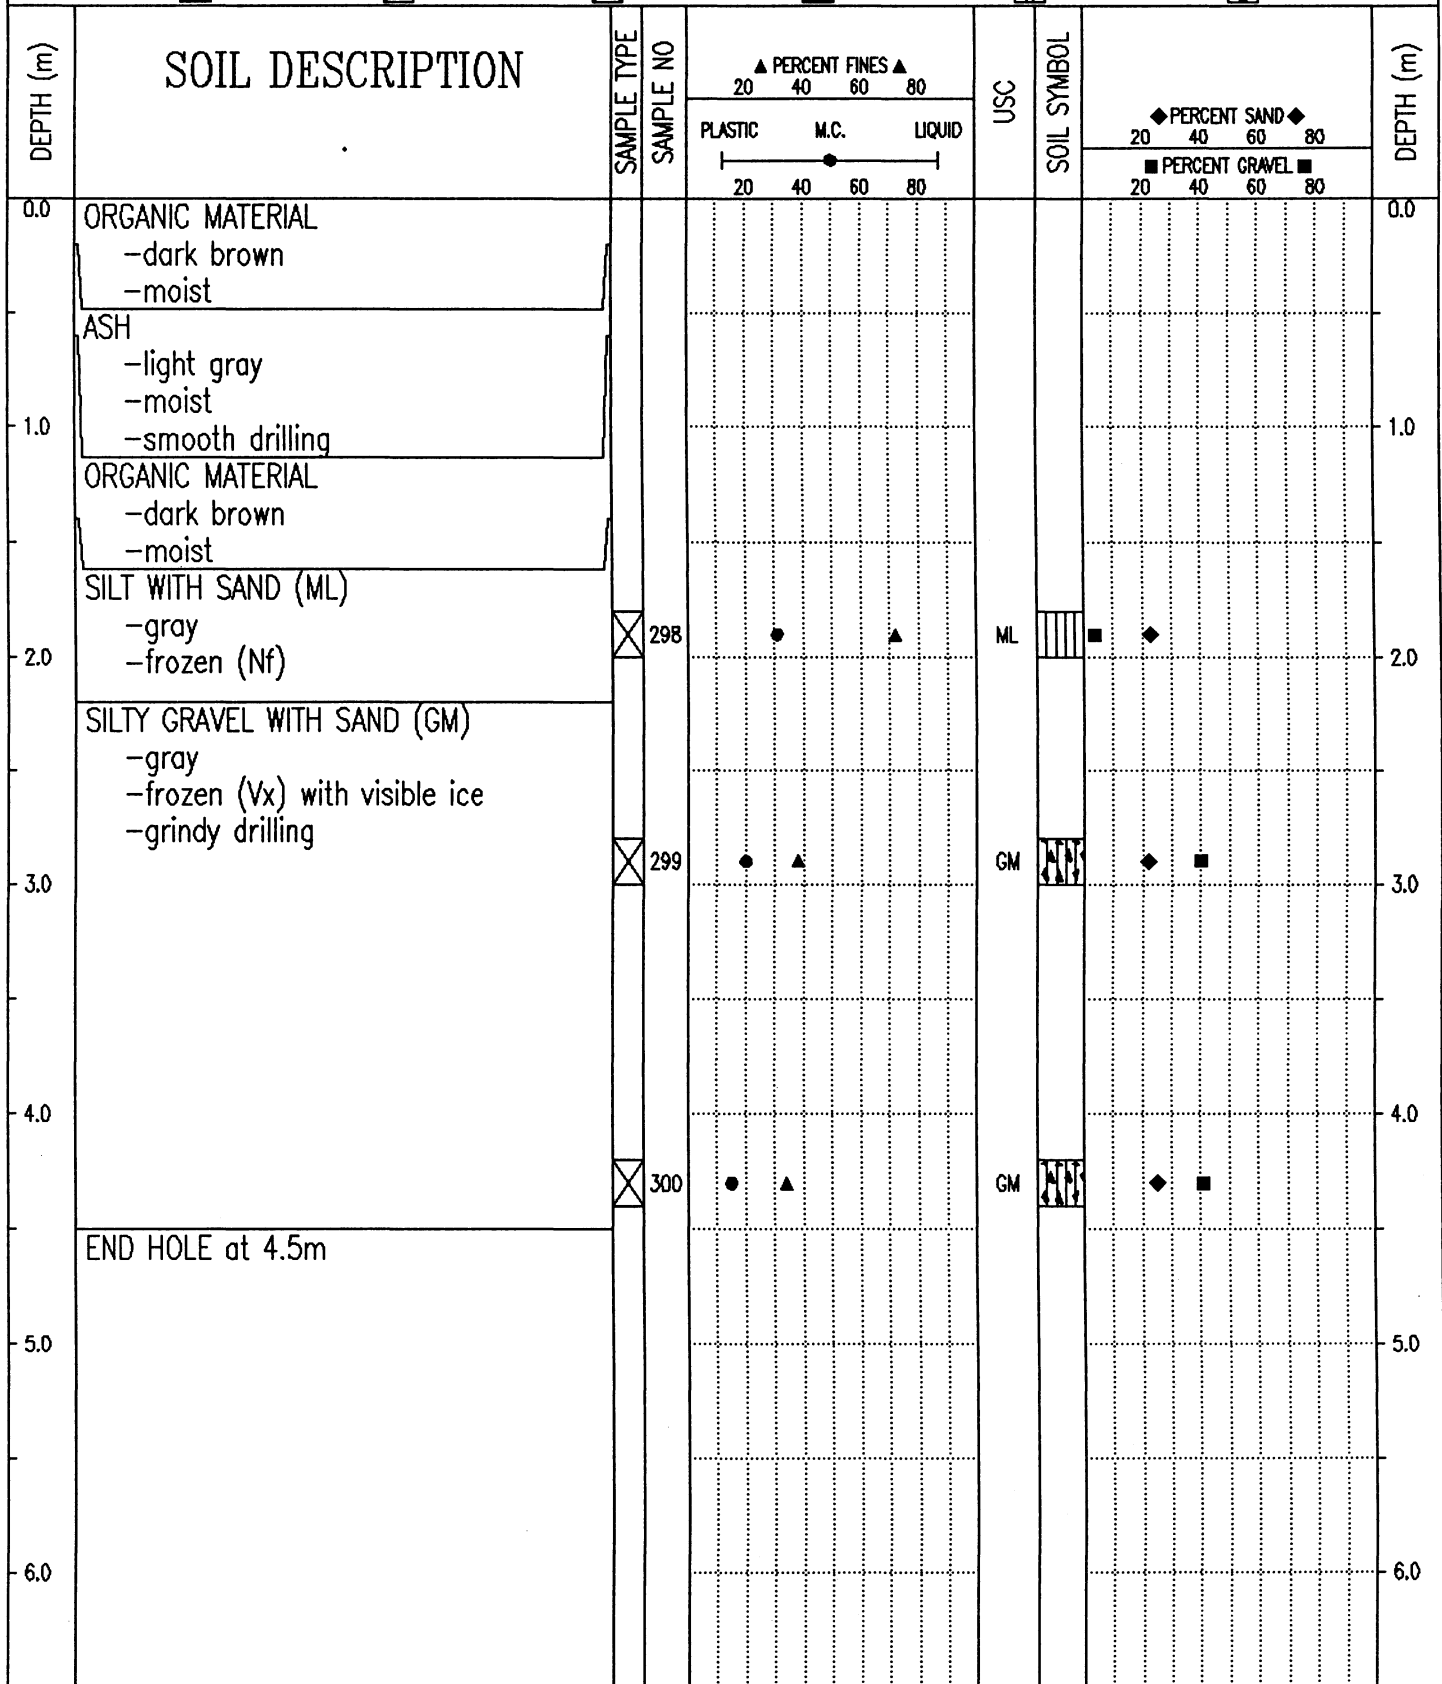 DEPTH (m)
SOIL DESCRIPTION
SAMPLE TYPE
SAMPLE NO
▲ PERCENT FINES ▲
20 40 60 80
PLASTIC M.C. LIQUID
20 40 60 80
USC
SOIL SYMBOL
◆ PERCENT SAND ◆
20 40 60 80
■ PERCENT GRAVEL ■
20 40 60 80
DEPTH (m)
0.0 ORGANIC MATERIAL 0.0
-dark brown
-moist
ASH
-light gray
-moist
1.0 1.0
-smooth drilling
ORGANIC MATERIAL
-dark brown
-moist
SILT WITH SAND (ML)
-gray 298 ML
2.0 -frozen (Nf) 2.0
SILTY GRAVEL WITH SAND (GM)
-gray
-frozen (Vx) with visible ice
-grindy drilling
299 GM
3.0 3.0
4.0 4.0
300 GM
END HOLE at 4.5m
5.0 5.0
6.0 6.0